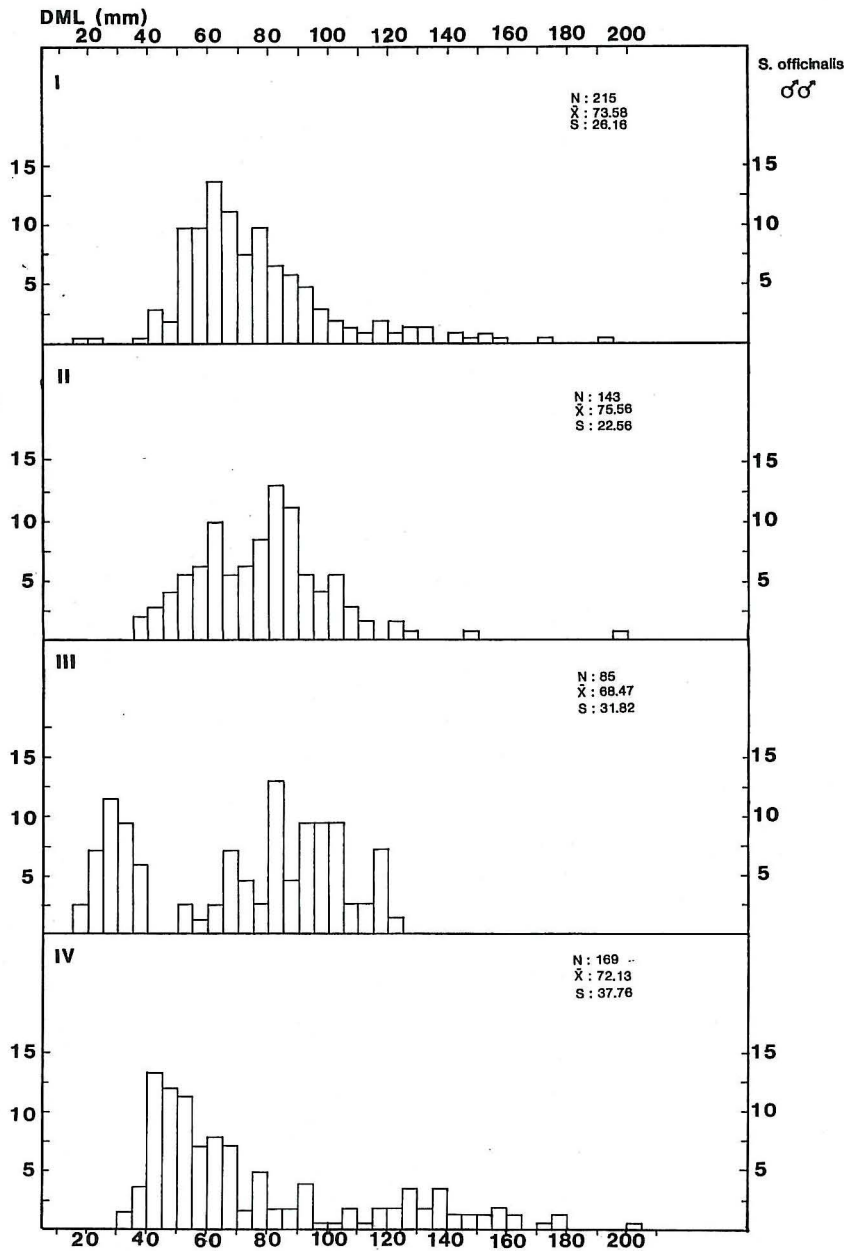 DML (mm)
20 40 60 80 100 120 140 160 180 200
S. officinalis
♂♂
I
N : 215
X̄ : 73.58
S : 26.16
15 15
10 10
5 5
II
N : 143
X̄ : 75.56
S : 22.56
15 15
10 10
5 5
III
N : 85
X̄ : 68.47
S : 31.82
15 15
10 10
5 5
IV
N : 169
X̄ : 72.13
S : 37.76
15 15
10 10
5 5
20 40 60 80 100 120 140 160 180 200